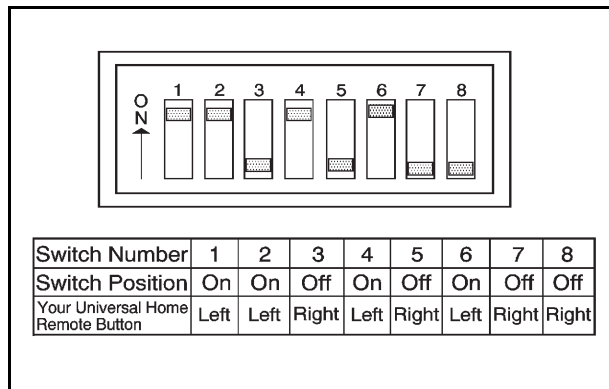 1 2 3 4 5 6 7 8
ON
Switch Number 1 2 3 4 5 6 7 8
Switch Position On On Off On Off On Off Off
Your Universal Home
Remote Button Left Left Right Left Right Left Right Right